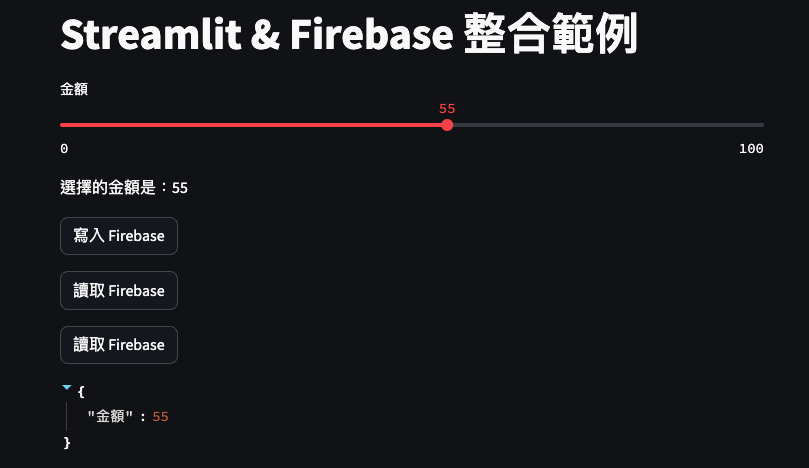 Streamlit & Firebase 整合範例
金額
55
0 100
選擇的金額是：55
寫入 Firebase
讀取 Firebase
讀取 Firebase
{
"金額" : 55
}